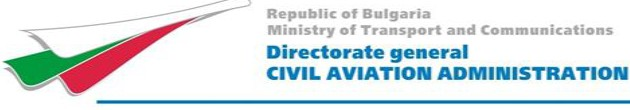 Republic of Bulgaria
Ministry of Transport and Communications
Directorate general
CIVIL AVIATION ADMINISTRATION